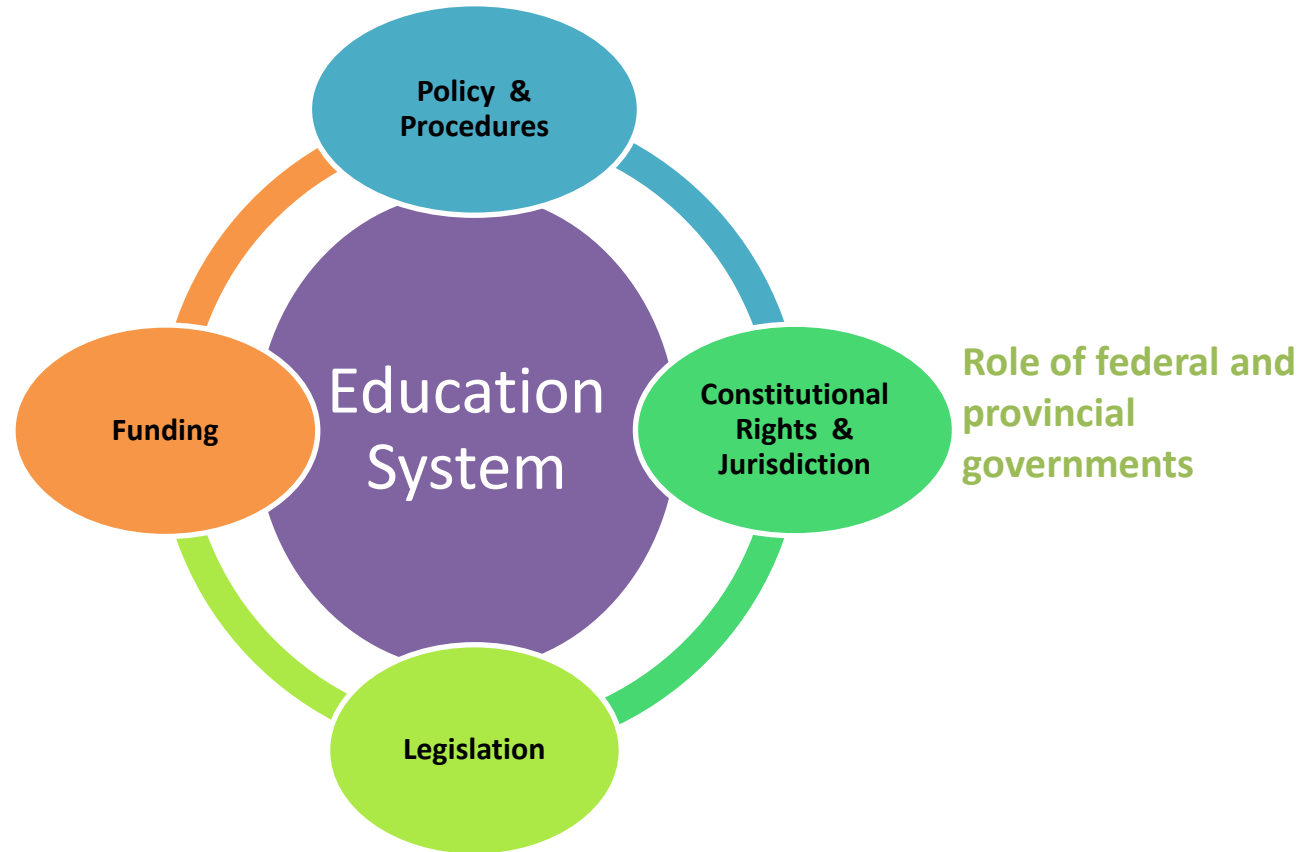 Policy &
Procedures
Education
System
Funding
Constitutional
Rights &
Jurisdiction
Role of federal and
provincial
governments
Legislation